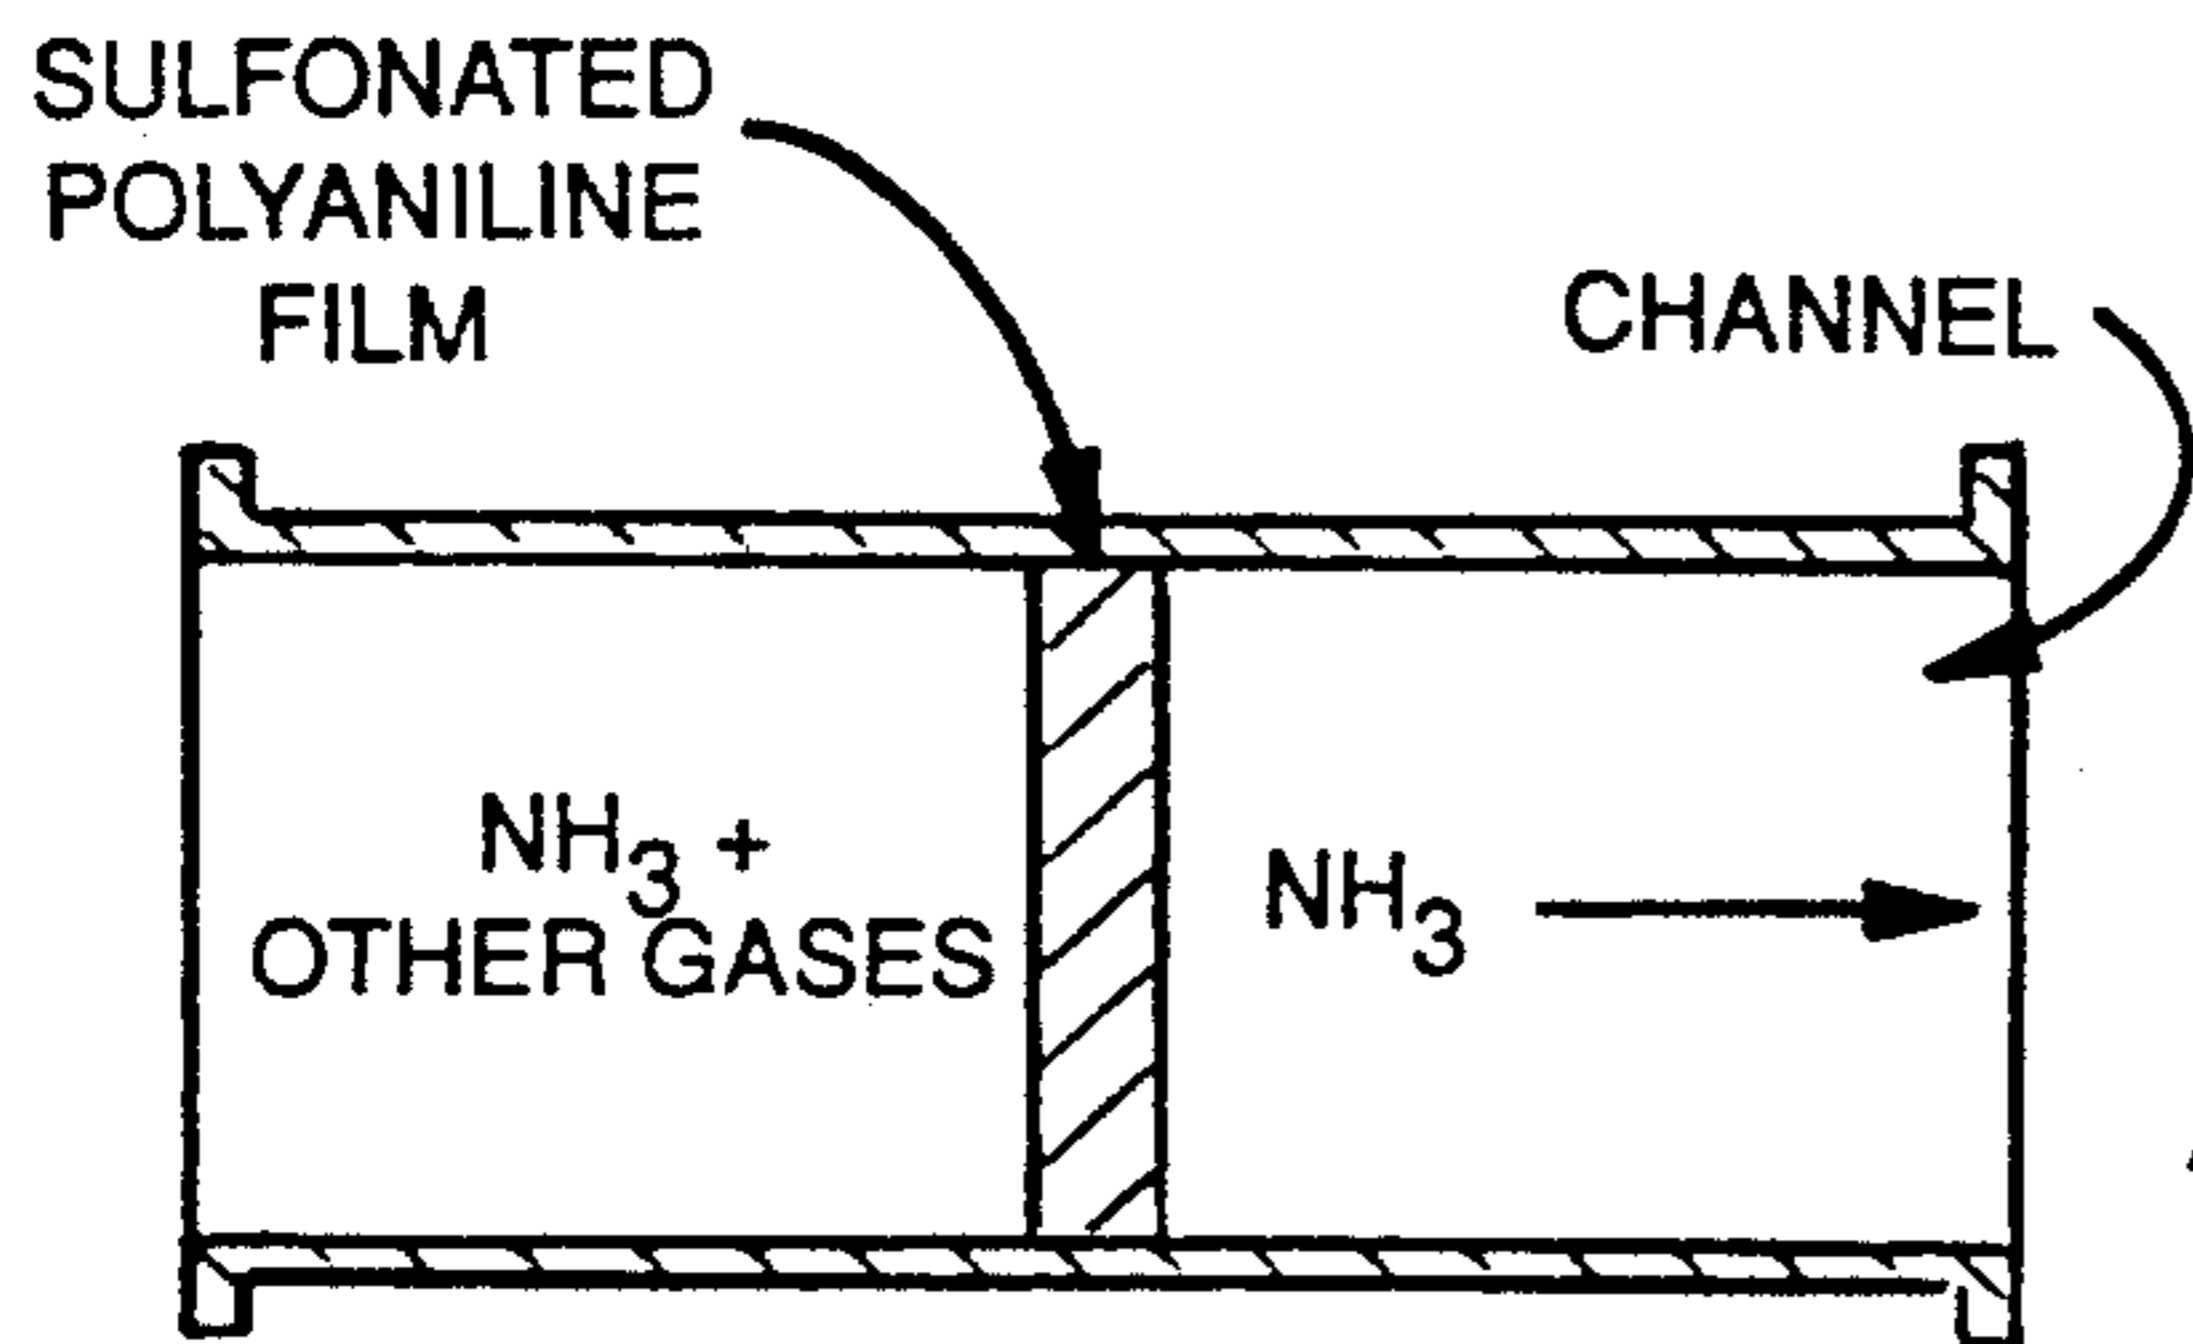 SULFONATED
POLYANILINE
FILM
CHANNEL
NH3 +
OTHER GASES
NH3